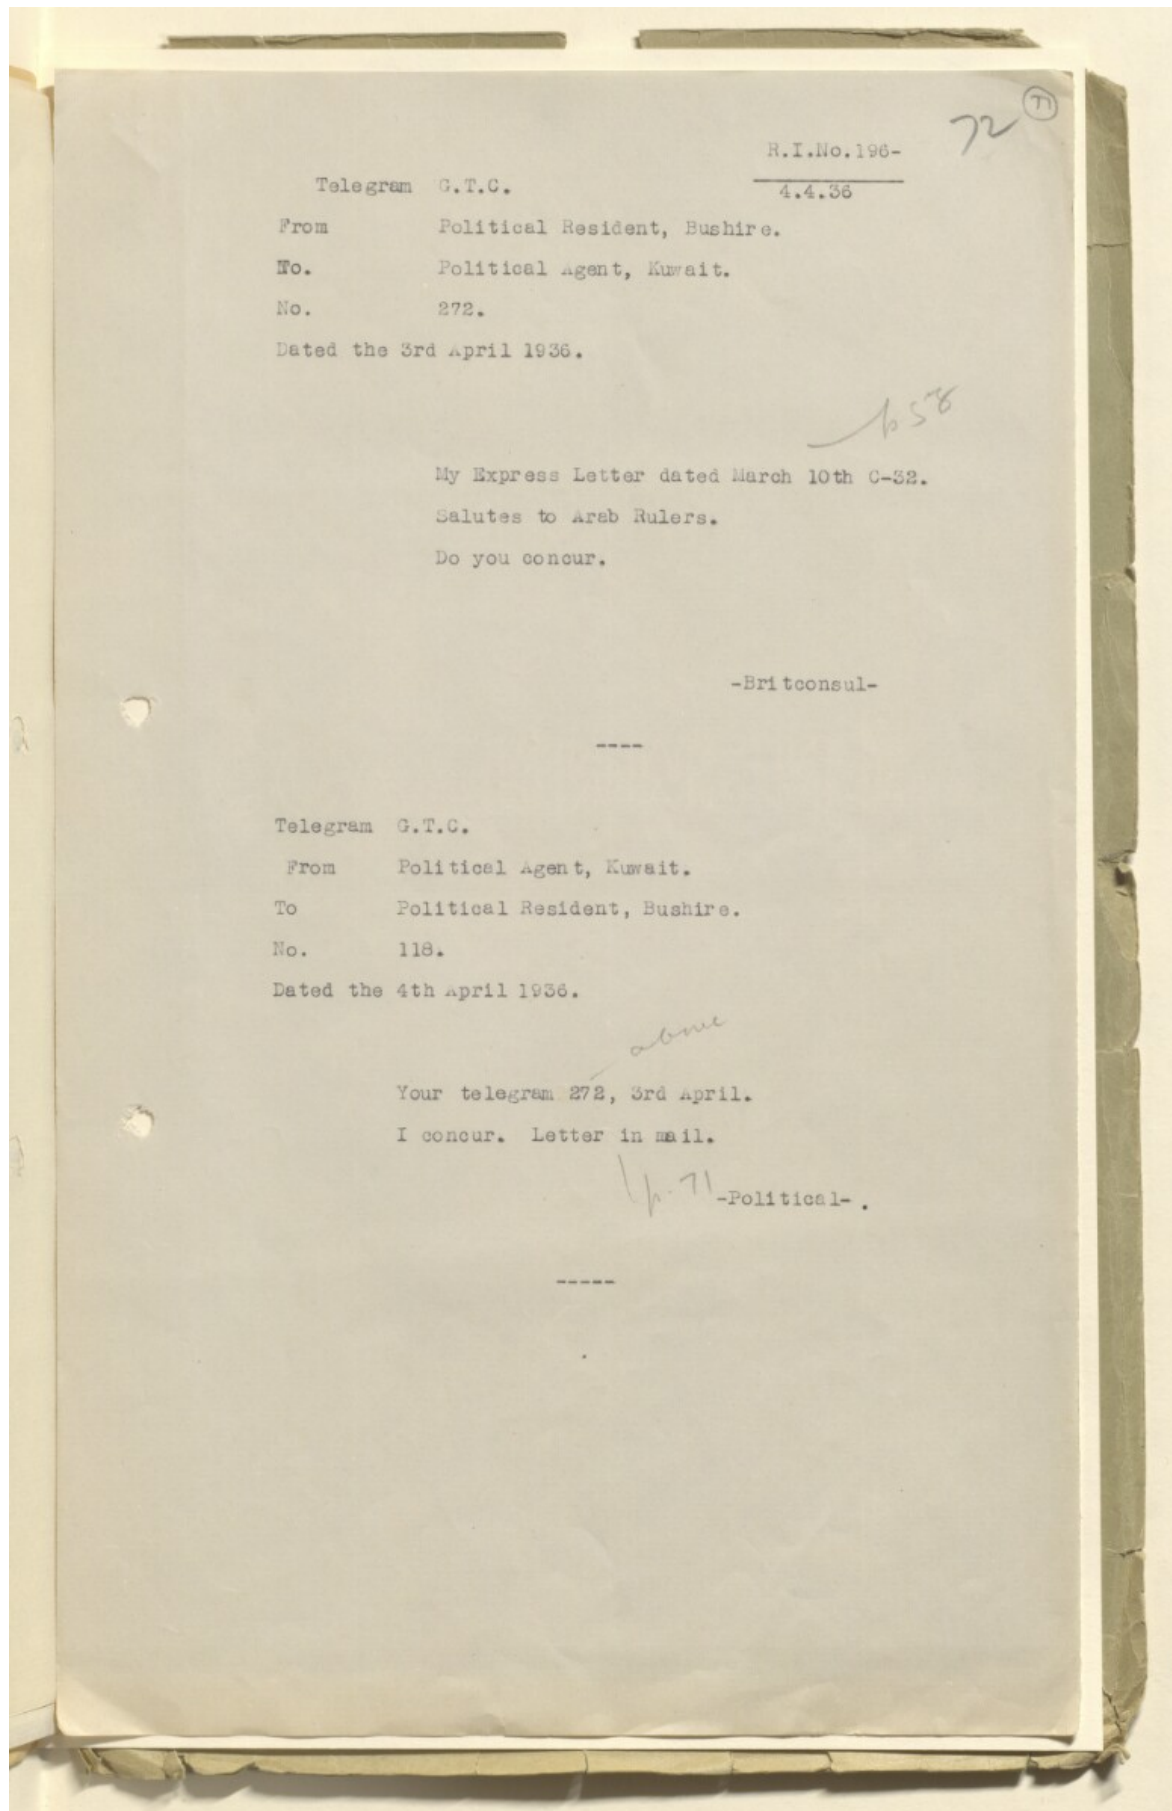 72 77
R.I.No.196-
4.4.36
Telegram G.T.C.
From Political Resident, Bushire.
To. Political Agent, Kuwait.
No. 272.
Dated the 3rd April 1936.
p 58
My Express Letter dated March 10th C-32.
Salutes to Arab Rulers.
Do you concur.
-Britconsul-
----
Telegram G.T.C.
From Political Agent, Kuwait.
To Political Resident, Bushire.
No. 118.
Dated the 4th April 1936.
above
Your telegram 272, 3rd April.
I concur. Letter in mail.
p. 71
-Political- .
-----